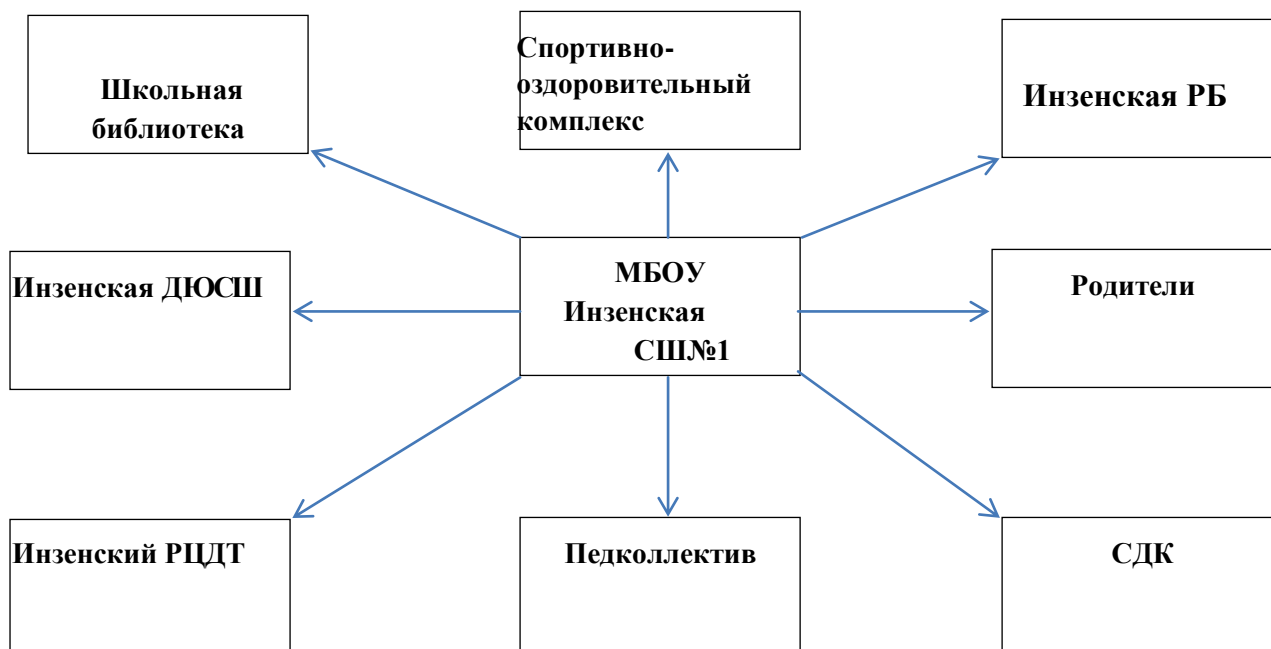 Школьная
библиотека
Спортивно-
оздоровительный
комплекс
Инзенская РБ
Инзенская ДЮСШ
МБОУ
Инзенская
СШ№1
Родители
Инзенский РЦДТ
Педколлектив
СДК